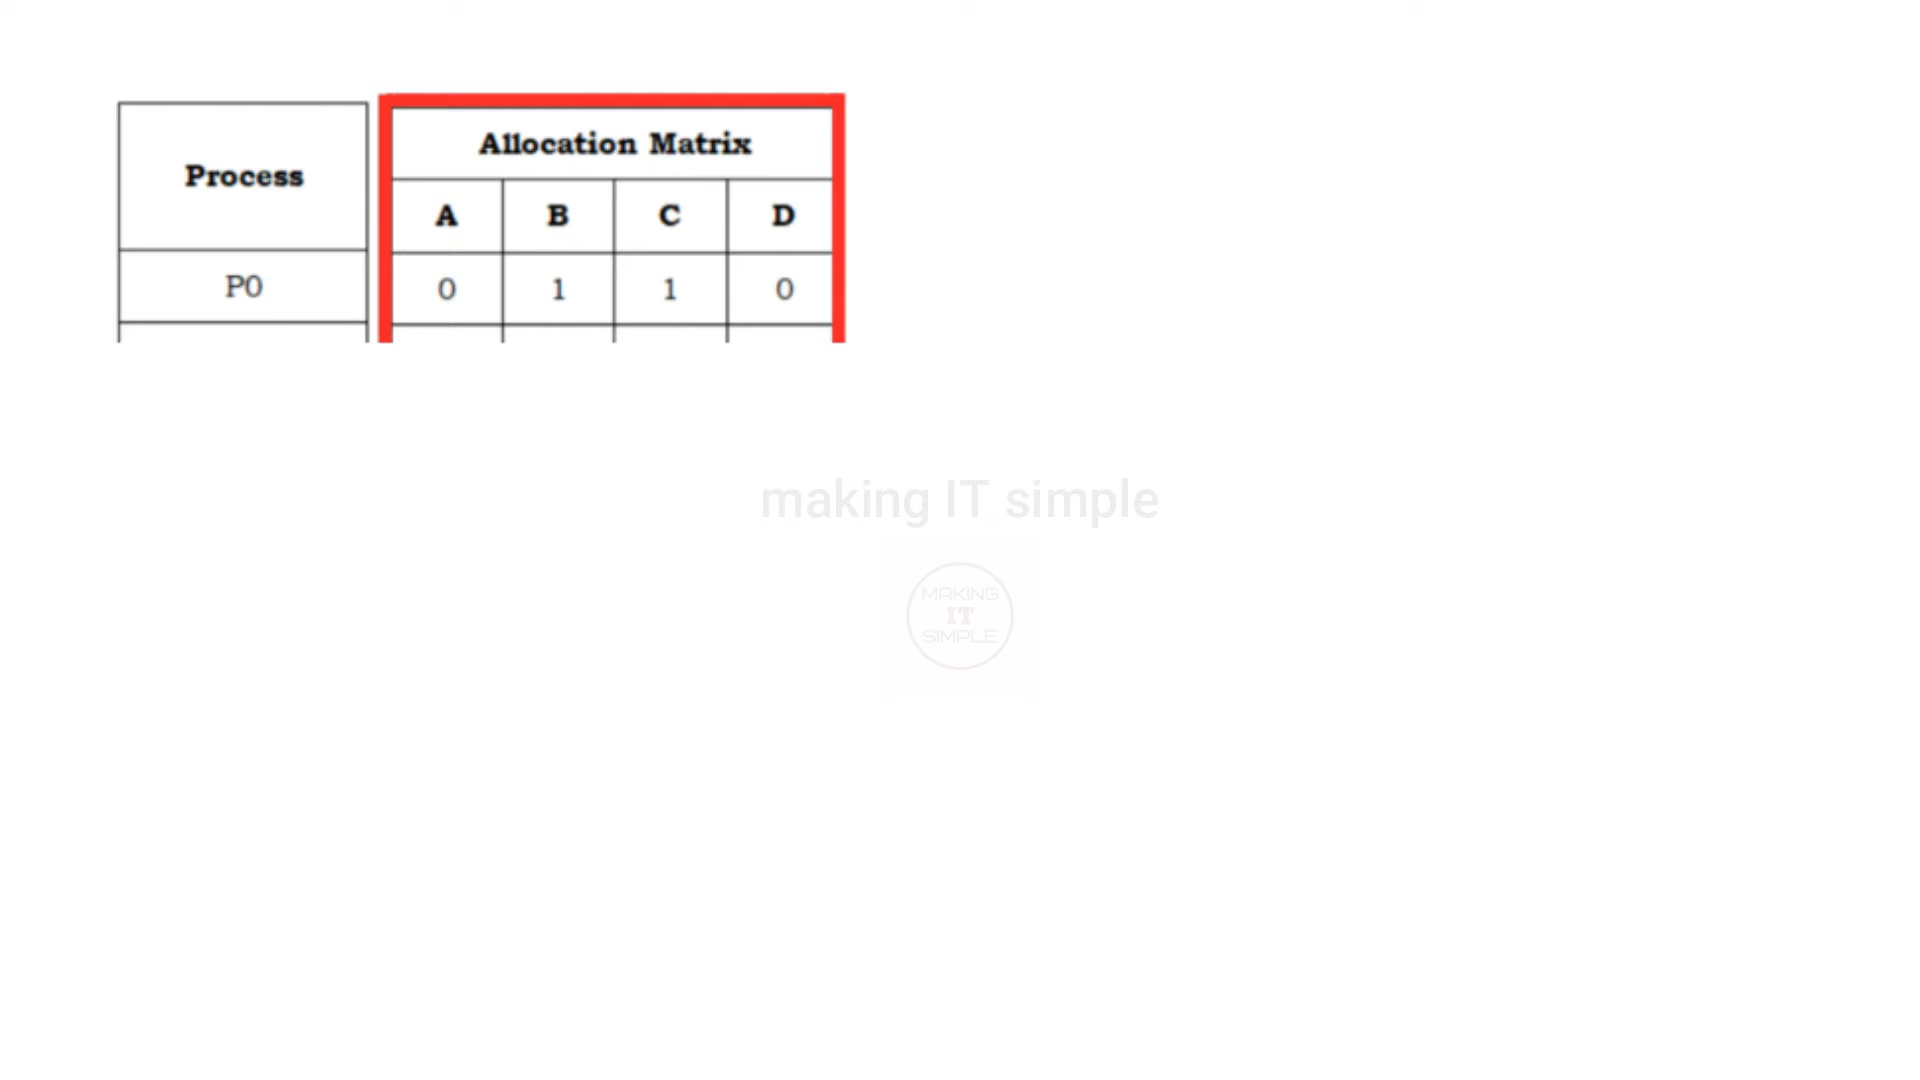 Process
Allocation Matrix
A B C D
P0 0 1 1 0
making IT simple
MAKING
IT
SIMPLE